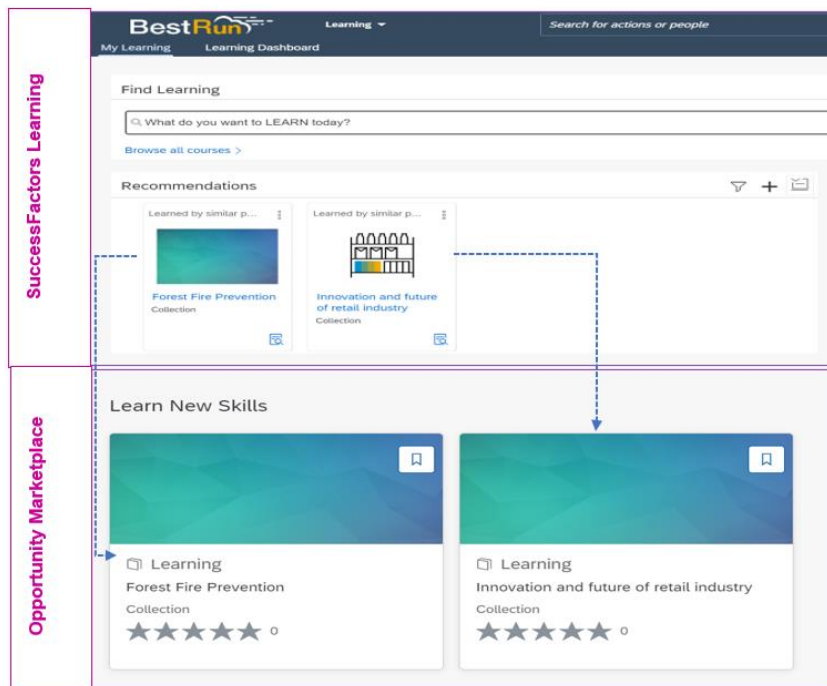 SuccessFactors Learning
BestRun
Learning
Search for actions or people
My Learning
Learning Dashboard
Find Learning
What do you want to LEARN today?
Browse all courses >
Recommendations
Learned by similar p...
Forest Fire Prevention
Collection
Learned by similar p...
Innovation and future
of retail industry
Collection
Opportunity Marketplace
Learn New Skills
Learning
Forest Fire Prevention
Collection
0
Learning
Innovation and future of retail industry
Collection
0